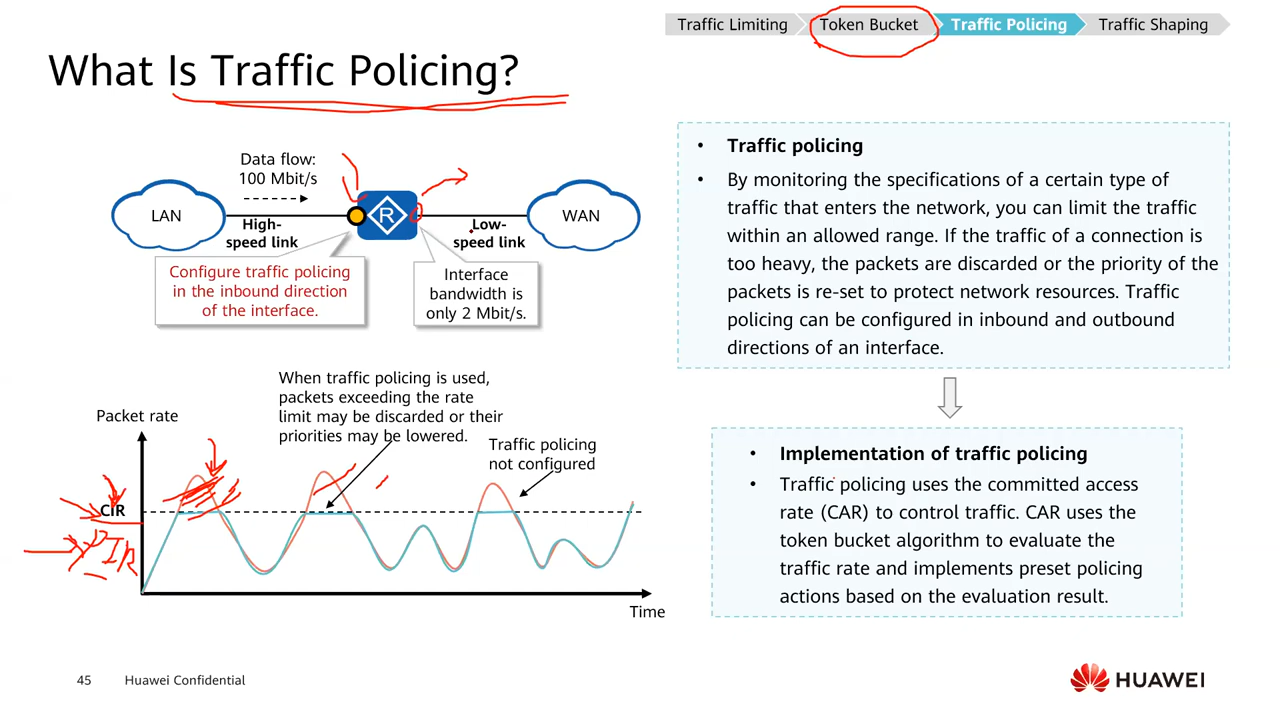 Traffic Limiting
Token Bucket
Traffic Policing
Traffic Shaping
What Is Traffic Policing?
Data flow:
100 Mbit/s
LAN
R
WAN
High-
speed link
Low-
speed link
Configure traffic policing
in the inbound direction
of the interface.
Interface
bandwidth is
only 2 Mbit/s.
• Traffic policing
• By monitoring the specifications of a certain type of
traffic that enters the network, you can limit the traffic
within an allowed range. If the traffic of a connection is
too heavy, the packets are discarded or the priority of the
packets is re-set to protect network resources. Traffic
policing can be configured in inbound and outbound
directions of an interface.
When traffic policing is used,
packets exceeding the rate
limit may be discarded or their
priorities may be lowered.
Packet rate
Traffic policing
not configured
CIR
PIR
Time
• Implementation of traffic policing
• Traffic policing uses the committed access
rate (CAR) to control traffic. CAR uses the
token bucket algorithm to evaluate the
traffic rate and implements preset policing
actions based on the evaluation result.
45
Huawei Confidential
HUAWEI